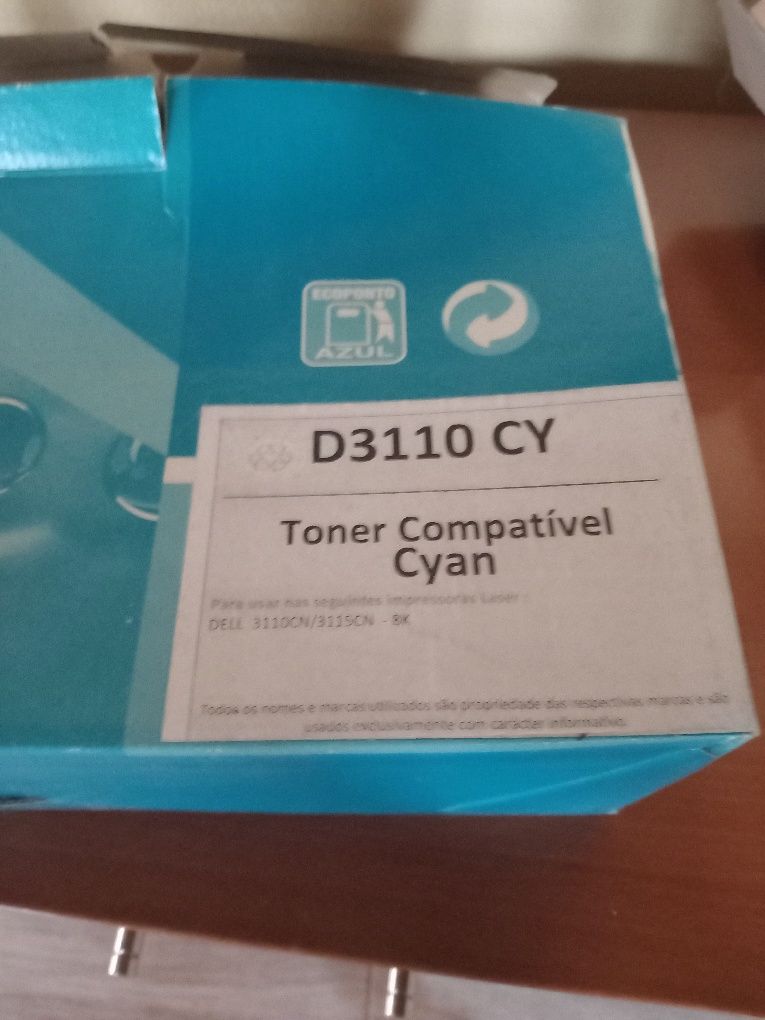 ECOPONTO
AZUL
D3110 CY
Toner Compatível
Cyan
Para usar nas seguintes impressoras Laser :
DELL 3110CN/3115CN - 8K
Todos os nomes e marcas utilizados são propriedade das respectivas marcas e são
usados exclusivamente com carácter informativo.